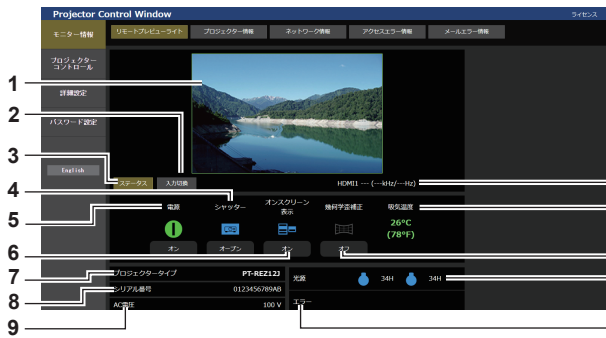 Projector Control Window
ライセンス
モニター情報
リモートプレビューライト
プロジェクター情報
ネットワーク情報
アクセスエラー情報
メールエラー情報
プロジェクター
コントロール
詳細設定
パスワード設定
English
1
2
3
ステータス
入力切換
HDMI1 --- (---kHz/---Hz)
4
5
電源
シャッター
オンスクリーン
表示
幾何学歪補正
吸気温度
26°C
(78°F)
6
オン
オープン
オン
オフ
7
プロジェクタータイプ
PT-REZ12J
光源
34H
34H
8
シリアル番号
0123456789AB
9
AC電圧
100 V
エラー